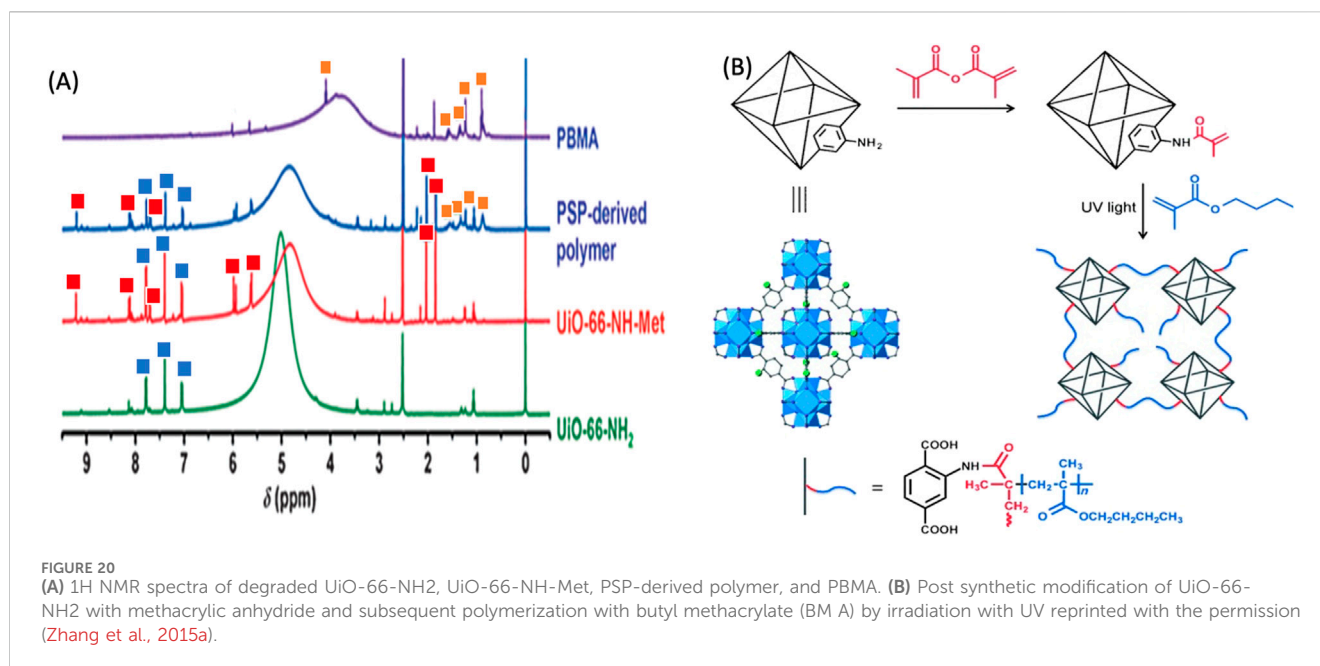 (A)
PBMA
PSP-derived
polymer
UiO-66-NH-Met
UiO-66-NH2
9 8 7 6 5 4 3 2 1 0
δ (ppm)
(B)
O O
O
NH2
O
NH
UV light
O
O
COOH
NH
O
H3C
CH2
COOH
=
CH2
CH3
n
O
OCH2CH2CH2CH3
FIGURE 20
(A) 1H NMR spectra of degraded UiO-66-NH2, UiO-66-NH-Met, PSP-derived polymer, and PBMA. (B) Post synthetic modification of UiO-66-
NH2 with methacrylic anhydride and subsequent polymerization with butyl methacrylate (BM A) by irradiation with UV reprinted with the permission
(Zhang et al., 2015a).